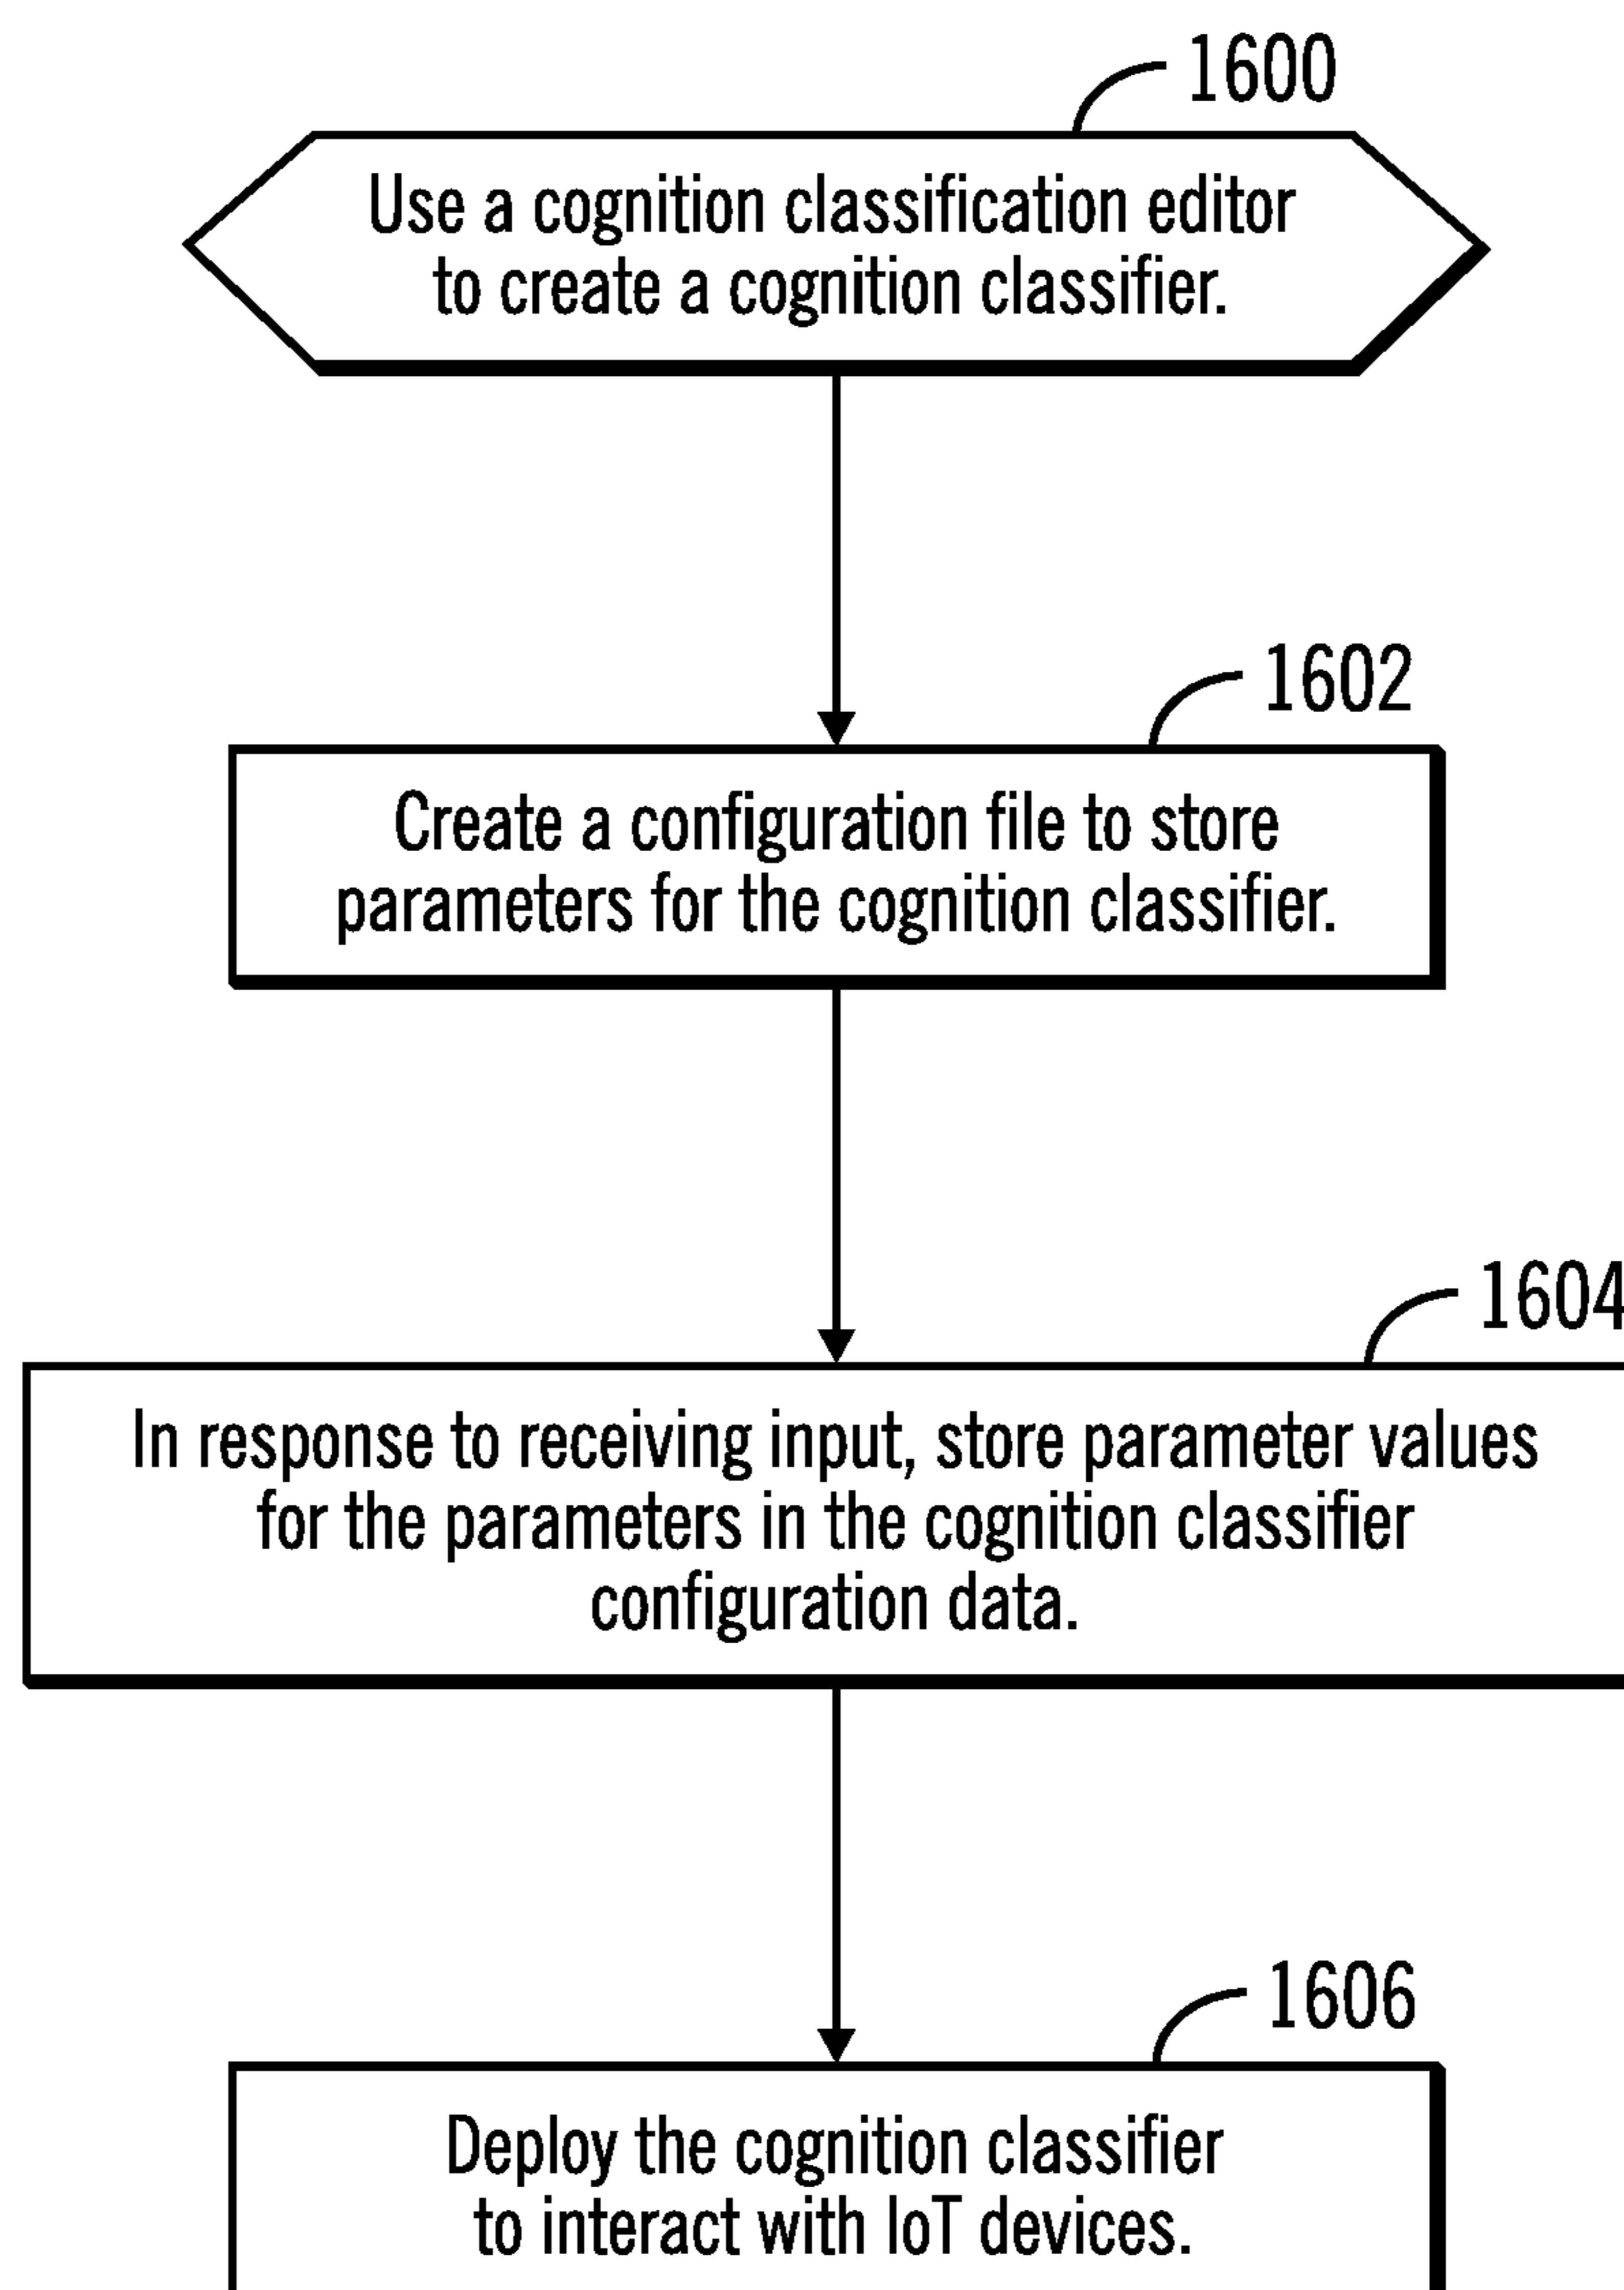 1600
Use a cognition classification editor
to create a cognition classifier.
1602
Create a configuration file to store
parameters for the cognition classifier.
1604
In response to receiving input, store parameter values
for the parameters in the cognition classifier
configuration data.
1606
Deploy the cognition classifier
to interact with IoT devices.